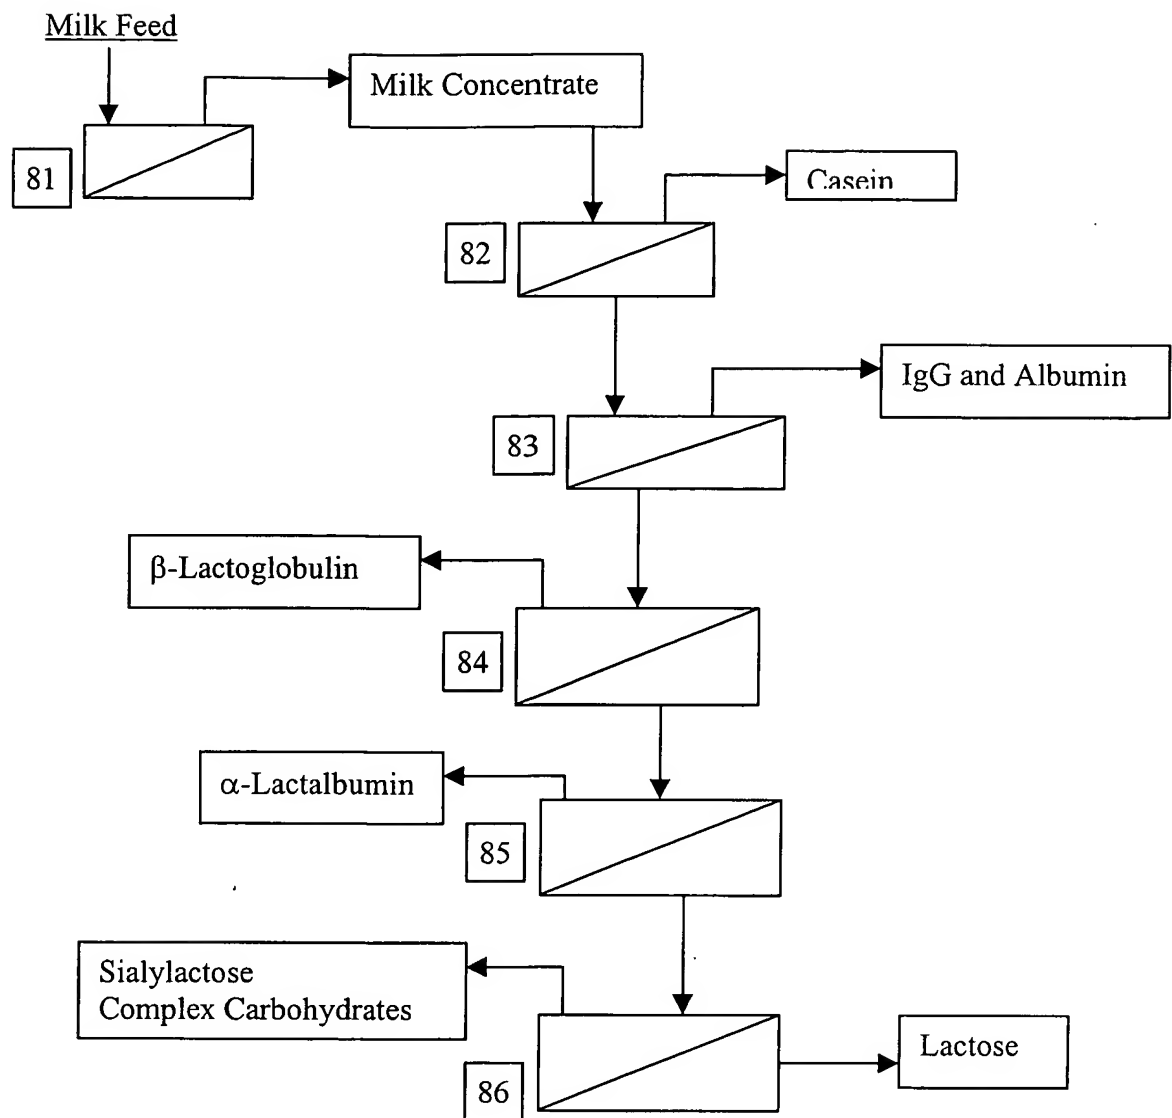 Milk Feed
Milk Concentrate
81
Casein
82
IgG and Albumin
83
β-Lactoglobulin
84
α-Lactalbumin
85
Sialylactose
Complex Carbohydrates
Lactose
86